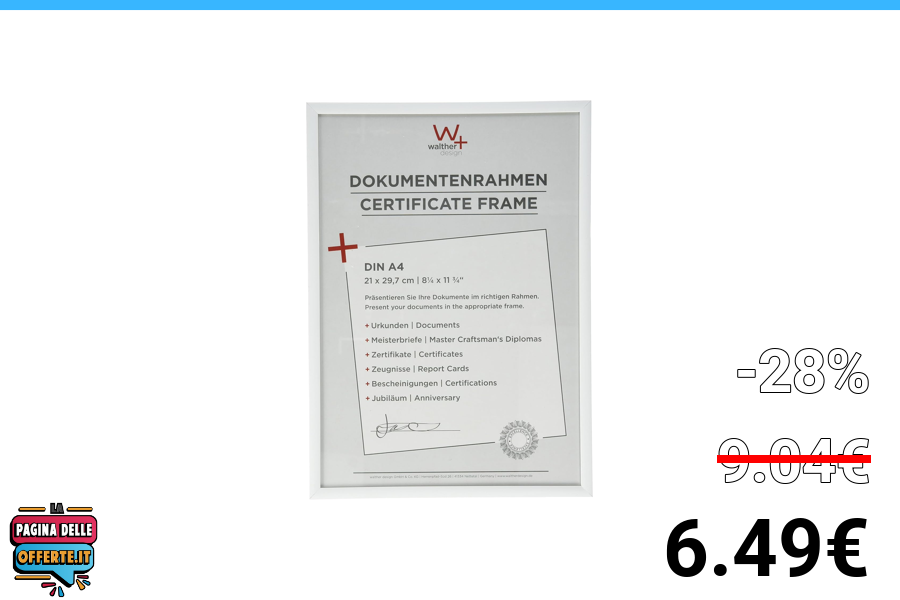 W+
walther
design
DOKUMENTENRAHMEN
CERTIFICATE FRAME
DIN A4
21 x 29,7 cm | 8¼ x 11 ¾"
Präsentieren Sie Ihre Dokumente im richtigen Rahmen.
Present your documents in the appropriate frame.
+ Urkunden | Documents
+ Meisterbriefe | Master Craftsman's Diplomas
+ Zertifikate | Certificates
+ Zeugnisse | Report Cards
+ Bescheinigungen | Certifications
+ Jubiläum | Anniversary
-28%
9.04€
6.49€
LA
PAGINA DELLE
OFFERTE.IT